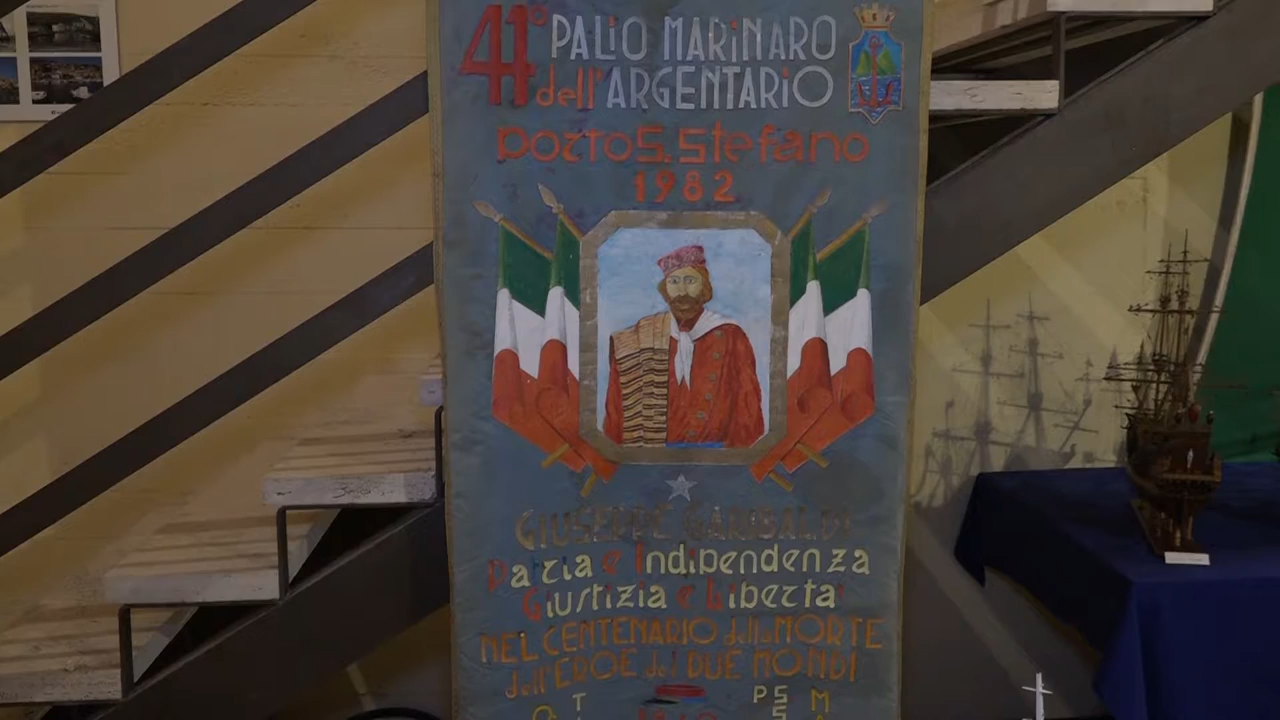 41° PALIO MARINARO
dell'ARGENTARIO
Porto S. Stefano
1982
GIUSEPPE GARIBALDI
Patria e Indipendenza
Giustizia e Liberta
NEL CENTENARIO della MORTE
dell'EROE dei DUE MONDI